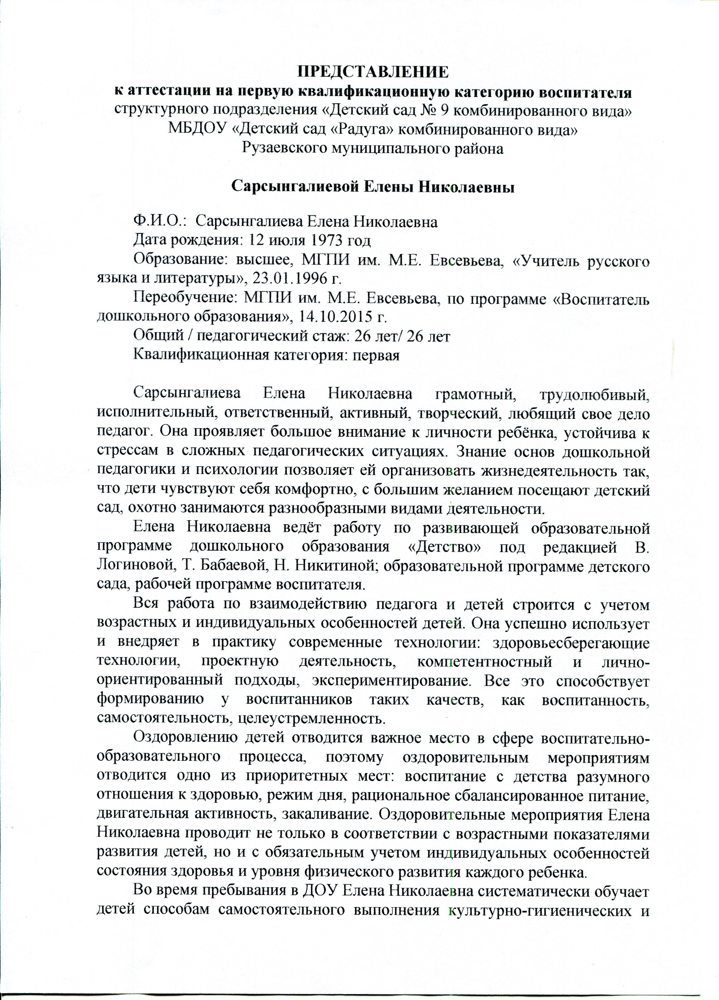 ПРЕДСТАВЛЕНИЕ
к аттестации на первую квалификационную категорию воспитателя
структурного подразделения «Детский сад № 9 комбинированного вида»
МБДОУ «Детский сад «Радуга» комбинированного вида»
Рузаевского муниципального района
Сарсынгалиевой Елены Николаевны
Ф.И.О.: Сарсынгалиева Елена Николаевна
Дата рождения: 12 июля 1973 год
Образование: высшее, МГПИ им. М.Е. Евсевьева, «Учитель русского
языка и литературы», 23.01.1996 г.
Переобучение: МГПИ им. М.Е. Евсевьева, по программе «Воспитатель
дошкольного образования», 14.10.2015 г.
Общий / педагогический стаж: 26 лет/ 26 лет
Квалификационная категория: первая
Сарсынгалиева Елена Николаевна грамотный, трудолюбивый,
исполнительный, ответственный, активный, творческий, любящий свое дело
педагог. Она проявляет большое внимание к личности ребёнка, устойчива к
стрессам в сложных педагогических ситуациях. Знание основ дошкольной
педагогики и психологии позволяет ей организовать жизнедеятельность так,
что дети чувствуют себя комфортно, с большим желанием посещают детский
сад, охотно занимаются разнообразными видами деятельности.
Елена Николаевна ведёт работу по развивающей образовательной
программе дошкольного образования «Детство» под редакцией В.
Логиновой, Т. Бабаевой, Н. Никитиной; образовательной программе детского
сада, рабочей программе воспитателя.
Вся работа по взаимодействию педагога и детей строится с учетом
возрастных и индивидуальных особенностей детей. Она успешно использует
и внедряет в практику современные технологии: здоровьесберегающие
технологии, проектную деятельность, компетентностный и лично-
ориентированный подходы, экспериментирование. Все это способствует
формированию у воспитанников таких качеств, как воспитанность,
самостоятельность, целеустремленность.
Оздоровлению детей отводится важное место в сфере воспитательно-
образовательного процесса, поэтому оздоровительным мероприятиям
отводится одно из приоритетных мест: воспитание с детства разумного
отношения к здоровью, режим дня, рациональное сбалансированное питание,
двигательная активность, закаливание. Оздоровительные мероприятия Елена
Николаевна проводит не только в соответствии с возрастными показателями
развития детей, но и с обязательным учетом индивидуальных особенностей
состояния здоровья и уровня физического развития каждого ребенка.
Во время пребывания в ДОУ Елена Николаевна систематически обучает
детей способам самостоятельного выполнения культурно-гигиенических и